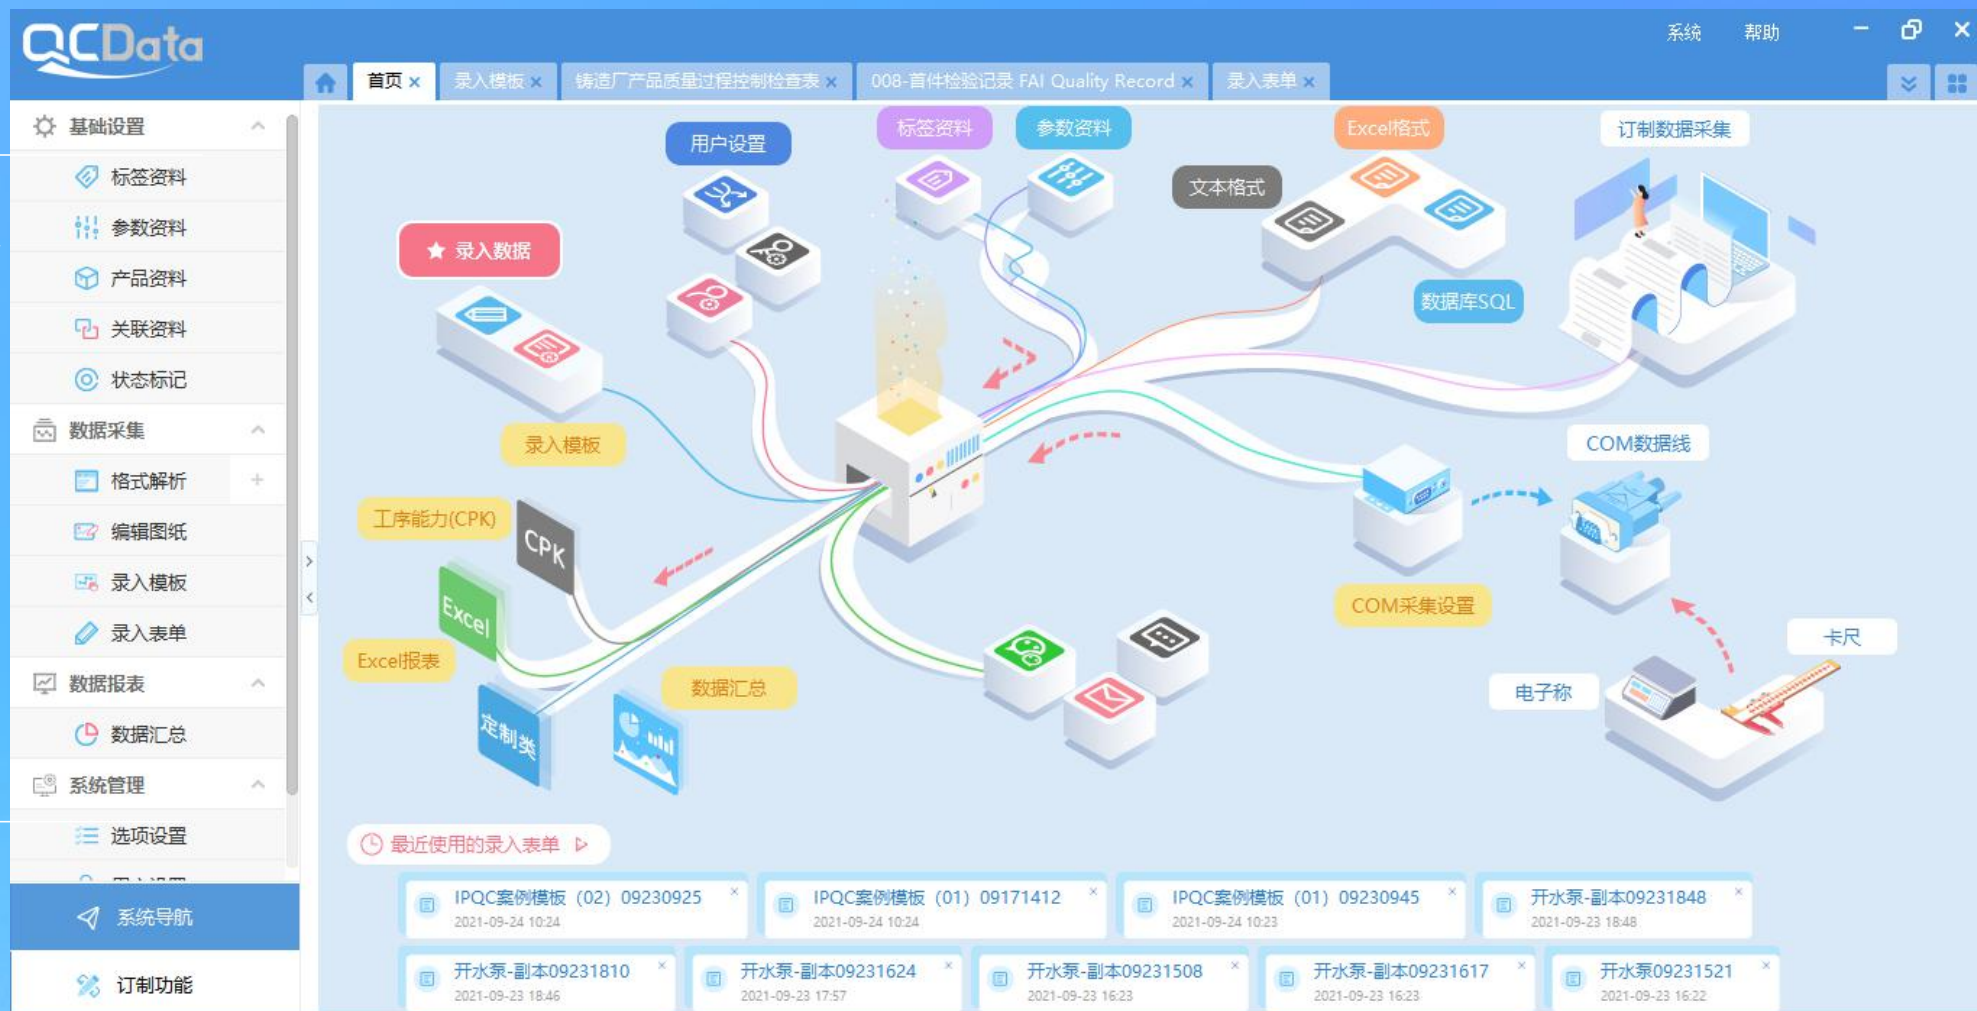 QCData
系统 帮助
首页 录入模板 铸造厂产品质量过程控制检查表 008-首件检验记录 FAI Quality Record 录入表单
基础设置
标签资料
参数资料
产品资料
关联资料
状态标记
数据采集
格式解析
编辑图纸
录入模板
录入表单
数据报表
数据汇总
系统管理
选项设置
系统导航
订制功能
用户设置
标签资料
参数资料
Excel格式
订制数据采集
文本格式
录入数据
数据库SQL
录入模板
COM数据线
工序能力(CPK)
CPK
Excel
COM采集设置
卡尺
Excel报表
数据汇总
电子称
定制类
最近使用的录入表单
IPQC案例模板（02）09230925
2021-09-24 10:24
IPQC案例模板（01）09171412
2021-09-24 10:24
IPQC案例模板（01）09230945
2021-09-24 10:23
开水泵-副本09231848
2021-09-23 18:48
开水泵-副本09231810
2021-09-23 18:46
开水泵-副本09231624
2021-09-23 17:57
开水泵-副本09231508
2021-09-23 16:23
开水泵-副本09231617
2021-09-23 16:23
开水泵09231521
2021-09-23 16:22